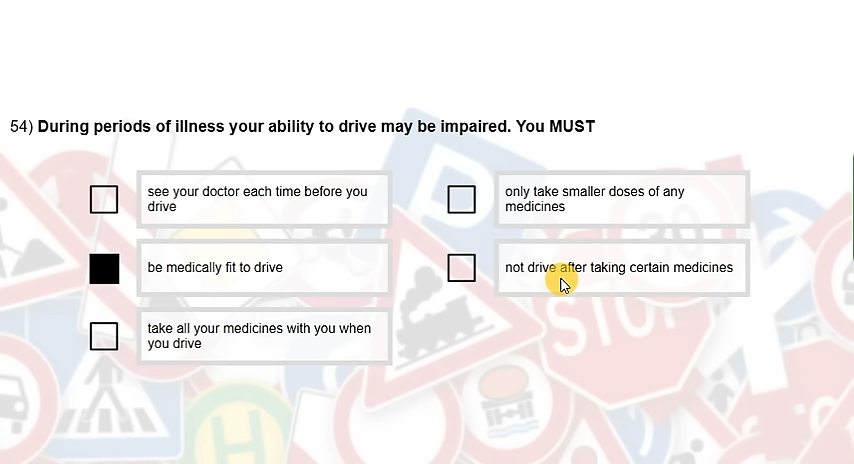 54) During periods of illness your ability to drive may be impaired. You MUST
see your doctor each time before you
drive
only take smaller doses of any
medicines
be medically fit to drive
not drive after taking certain medicines
take all your medicines with you when
you drive
P
30
STOP
H